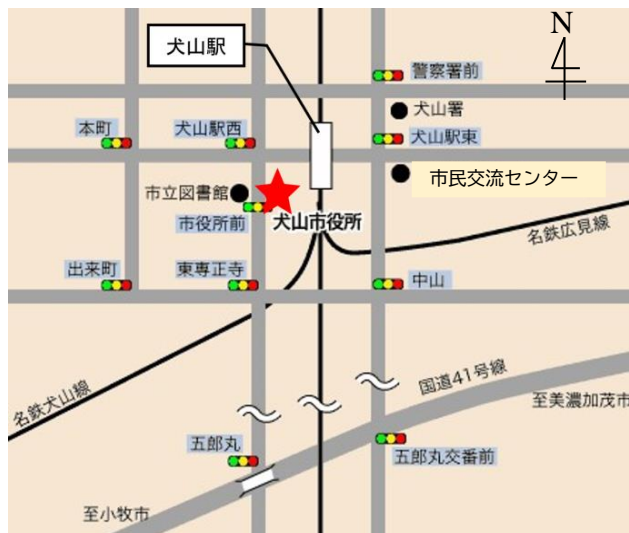 犬山駅
N
警察署前
犬山署
本町
犬山駅西
犬山駅東
市民交流センター
市立図書館
市役所前
犬山市役所
名鉄広見線
出来町
東専正寺
中山
国道41号線
名鉄犬山線
至美濃加茂市
五郎丸
五郎丸交番前
至小牧市